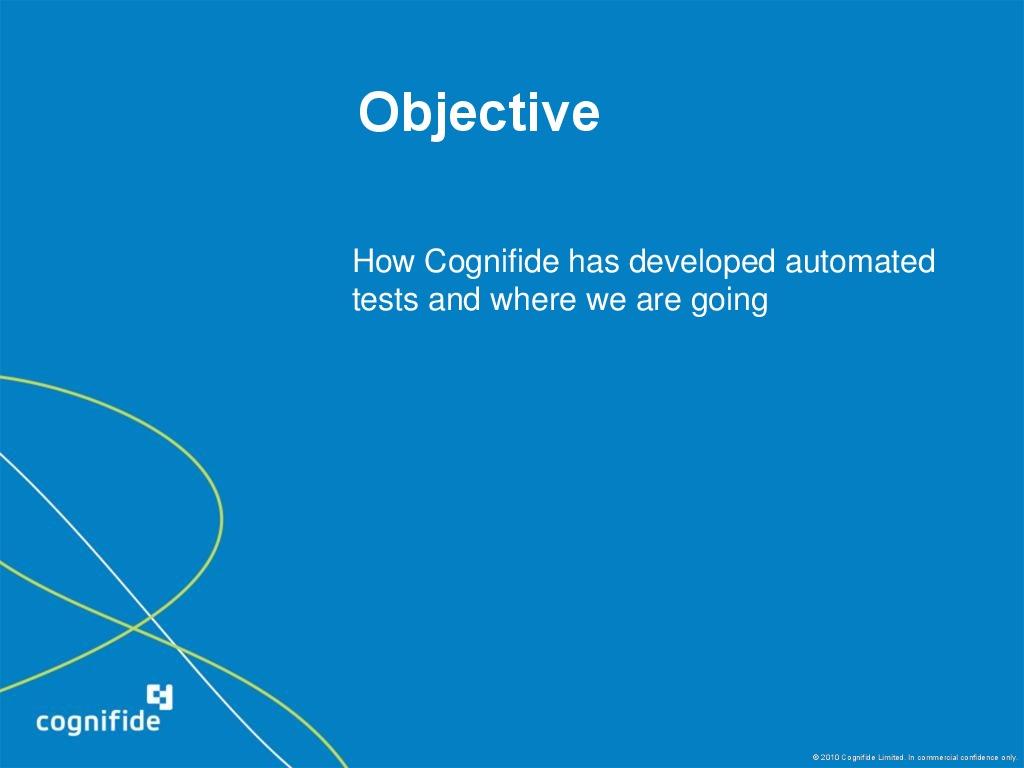 Objective
How Cognifide has developed automated
tests and where we are going
cognifide
© 2010 Cognifide Limited. In commercial confidence only.